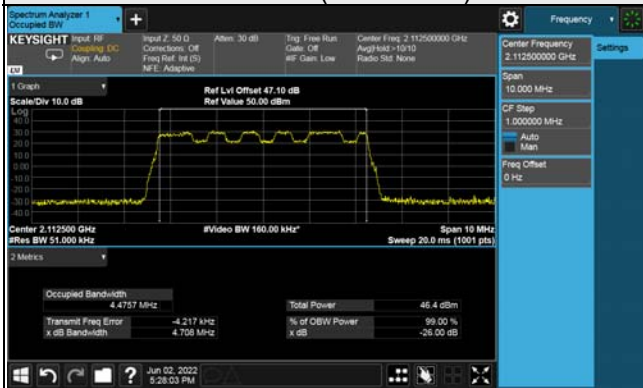 Spectrum Analyzer 1
Occupied BW
Frequency
KEYSIGHT
Input: RF
Coupling: DC
Align: Auto
Input Z: 50 Ω
Corrections: Off
Freq Ref: Int (S)
NFE: Adaptive
Atten: 30 dB
Trig: Free Run
Gate: Off
#IF Gain: Low
Center Freq: 2.112500000 GHz
Avg|Hold:>10/10
Radio Std: None
LXI
Center Frequency
2.112500000 GHz
Settings
Span
10.000 MHz
CF Step
1.000000 MHz
Auto
Man
Freq Offset
0 Hz
1 Graph
Scale/Div 10.0 dB
Ref Lvl Offset 47.10 dB
Ref Value 50.00 dBm
Log
40.0
30.0
20.0
10.0
0.00
-10.0
-20.0
-30.0
-40.0
Center 2.112500 GHz
#Video BW 160.00 kHz*
Span 10 MHz
#Res BW 51.000 kHz
Sweep 20.0 ms (1001 pts)
2 Metrics
Occupied Bandwidth
4.4757 MHz
Total Power
46.4 dBm
Transmit Freq Error
-4.217 kHz
% of OBW Power
99.00 %
x dB Bandwidth
4.708 MHz
x dB
-26.00 dB
?
Jun 02, 2022
5:28:03 PM